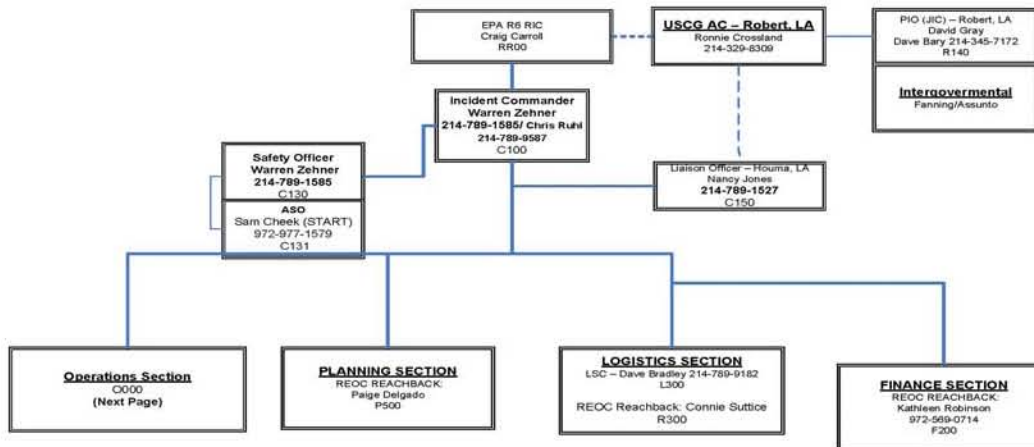 EPA R6 RIC
Craig Carroll
RR00
USCG AC – Robert, LA
Ronnie Crossland
214-329-8309
PIO (JIC) – Robert, LA
David Gray
Dave Bary 214-345-7172
R140
Intergovermental
Fanning/Assunto
Incident Commander
Warren Zehner
214-789-1585/ Chris Ruhl
214-789-9587
C100
Safety Officer
Warren Zehner
214-789-1585
C130
ASO
Sam Cheek (START)
972-977-1579
C131
Liaison Officer – Houma, LA
Nancy Jones
214-789-1527
C150
Operations Section
O000
(Next Page)
PLANNING SECTION
REOC REACHBACK:
Paige Delgado
P500
LOGISTICS SECTION
LSC – Dave Bradley 214-789-9182
L300
REOC Reachback: Connie Suttice
R300
FINANCE SECTION
REOC REACHBACK:
Kathleen Robinson
972-569-0714
F200